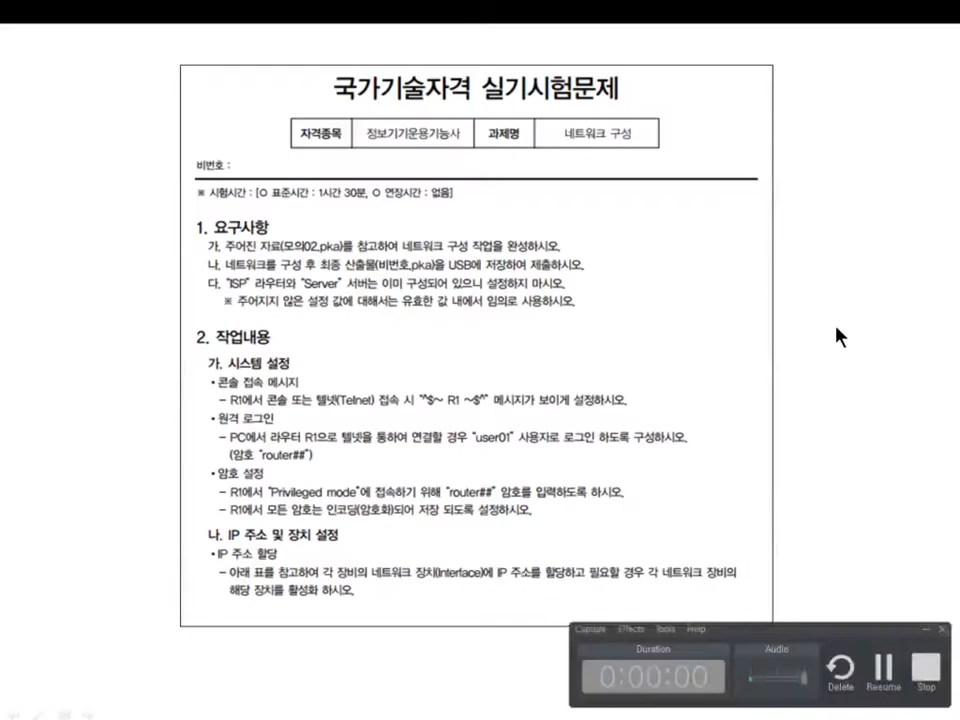 국가기술자격 실기시험문제
자격종목 정보기기운용기능사 과제명 네트워크 구성
비번호 :
※ 시험시간 : [○ 표준시간 : 1시간 30분, ○ 연장시간 : 없음]
1. 요구사항
가. 주어진 자료(모의02.pka)를 참고하여 네트워크 구성 작업을 완성하시오.
나. 네트워크를 구성 후 최종 산출물(비번호.pka)을 USB에 저장하여 제출하시오.
다. "ISP" 라우터와 "Server" 서버는 이미 구성되어 있으니 설정하지 마시오.
※ 주어지지 않은 설정 값에 대해서는 유효한 값 내에서 임의로 사용하시오.
2. 작업내용
가. 시스템 설정
•콘솔 접속 메시지
– R1에서 콘솔 또는 텔넷(Telnet) 접속 시 "^$~ R1 ~$^" 메시지가 보이게 설정하시오.
•원격 로그인
– PC에서 라우터 R1으로 텔넷을 통하여 연결할 경우 "user01" 사용자로 로그인 하도록 구성하시오.
(암호 "router##")
•암호 설정
– R1에서 "Privileged mode"에 접속하기 위해 "router##" 암호를 입력하도록 하시오.
– R1에서 모든 암호는 인코딩(암호화)되어 저장 되도록 설정하시오.
나. IP 주소 및 장치 설정
•IP 주소 할당
– 아래 표를 참고하여 각 장비의 네트워크 장치(Interface)에 IP 주소를 할당하고 필요할 경우 각 네트워크 장비의
해당 장치를 활성화 하시오.
Capture Effects Tools Help
Duration Audio
0:00:00
Delete Resume Stop